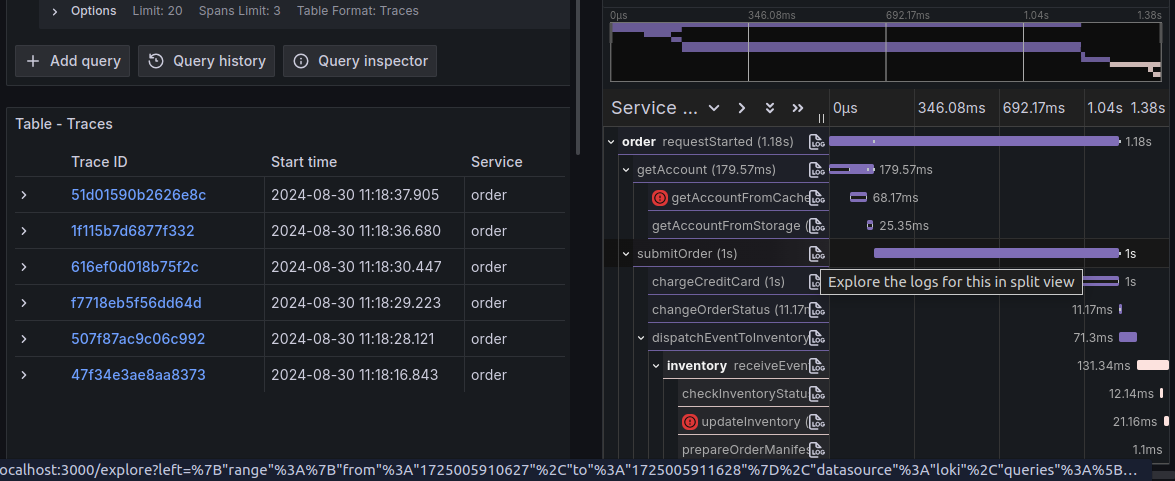 Options Limit: 20 Spans Limit: 3 Table Format: Traces
Add query Query history Query inspector
Table - Traces
Trace ID Start time Service
51d01590b2626e8c 2024-08-30 11:18:37.905 order
1f115b7d6877f332 2024-08-30 11:18:36.680 order
616ef0d018b75f2c 2024-08-30 11:18:30.447 order
f7718eb5f56dd64d 2024-08-30 11:18:29.223 order
507f87ac9c06c992 2024-08-30 11:18:28.121 order
47f34e3ae8aa8373 2024-08-30 11:18:16.843 order
0µs 346.08ms 692.17ms 1.04s 1.38s
Service ... 0µs 346.08ms 692.17ms 1.04s 1.38s
order requestStarted (1.18s) LOG 1.18s
getAccount (179.57ms) LOG 179.57ms
getAccountFromCache LOG 68.17ms
getAccountFromStorage ( LOG 25.35ms
submitOrder (1s) LOG 1s
chargeCreditCard (1s) LOG 1s
Explore the logs for this in split view
changeOrderStatus (11.17m LOG 11.17ms
dispatchEventToInventory LOG 71.3ms
inventory receiveEven LOG 131.34ms
checkInventoryStatu LOG 12.14ms
updateInventory ( LOG 21.16ms
prepareOrderManifes LOG 1.1ms
ocalhost:3000/explore?left=%7B"range"%3A%7B"from"%3A"1725005910627"%2C"to"%3A"1725005911628"%7D%2C"datasource"%3A"loki"%2C"queries"%3A%5B...